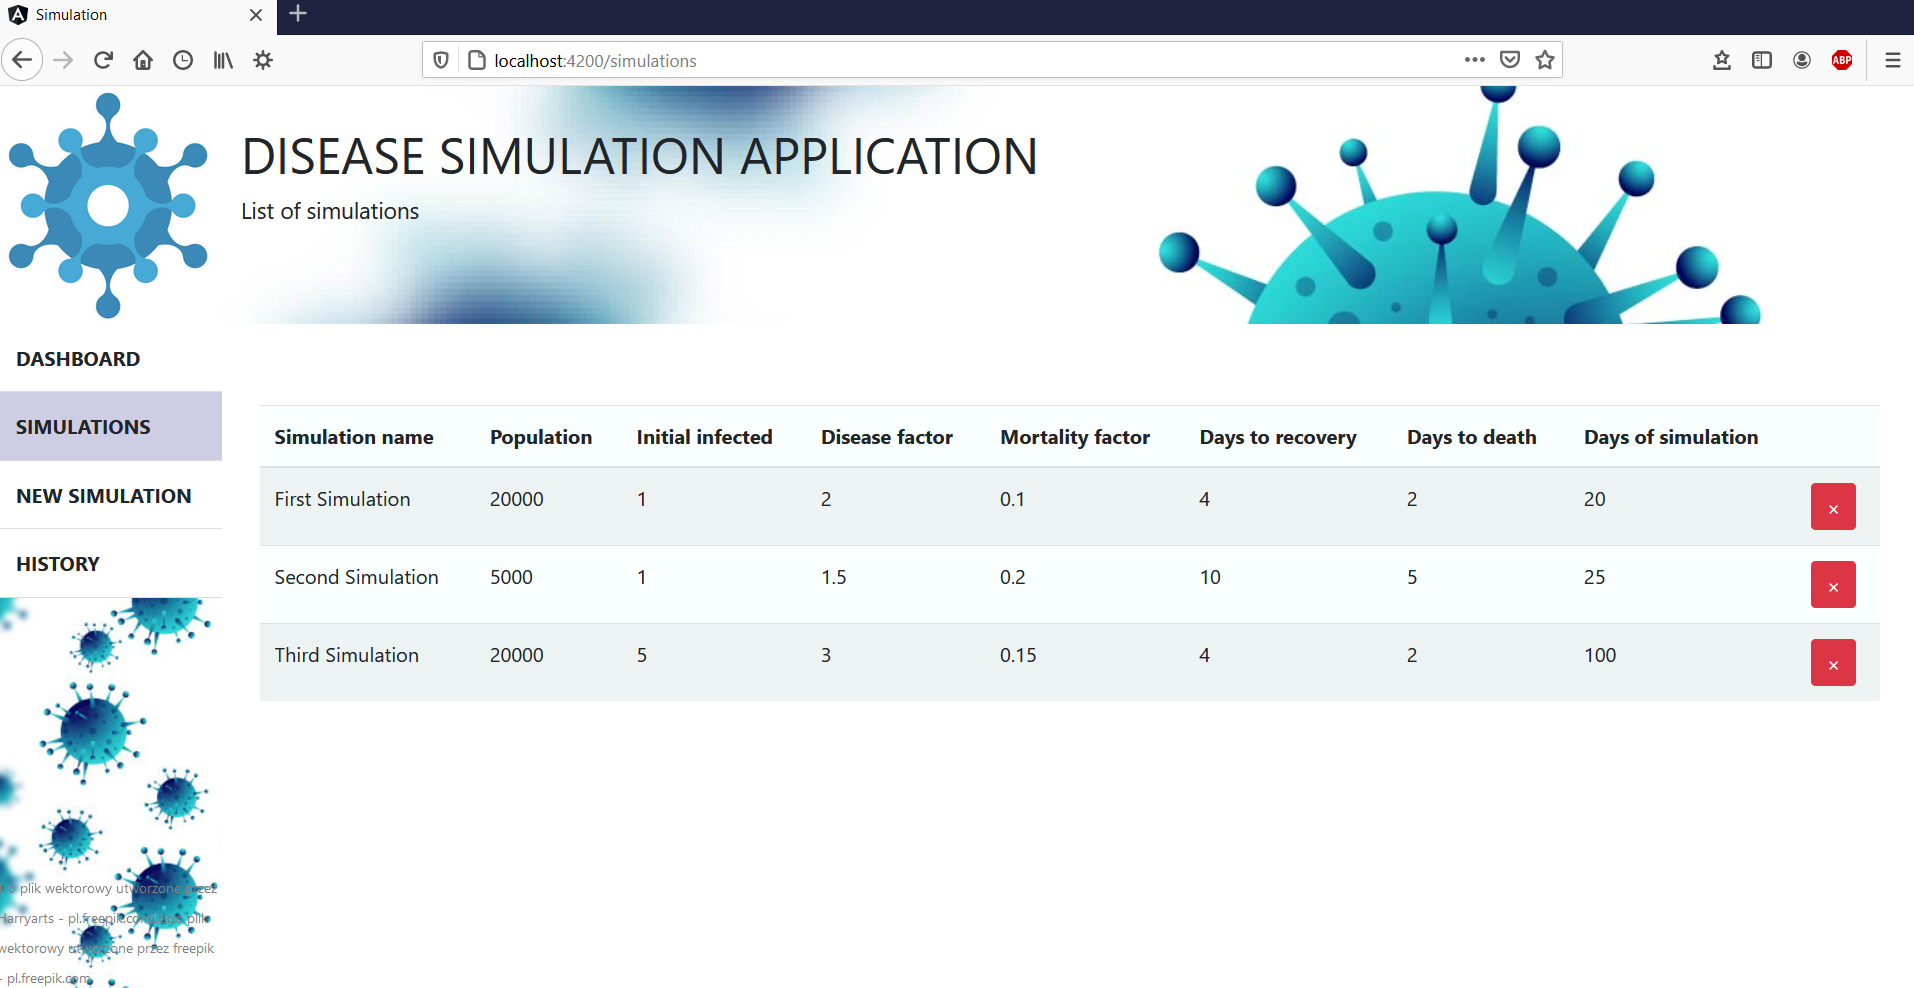 Simulation
localhost:4200/simulations
ABP
DISEASE SIMULATION APPLICATION
List of simulations
DASHBOARD
SIMULATIONS
NEW SIMULATION
HISTORY
Simulation name Population Initial infected Disease factor Mortality factor Days to recovery Days to death Days of simulation
First Simulation 20000 1 2 0.1 4 2 20 ×
Second Simulation 5000 1 1.5 0.2 10 5 25 ×
Third Simulation 20000 5 3 0.15 4 2 100 ×
plik wektorowy utworzone przez
Harryarts - pl.freepik.com Logo plik
wektorowy utworzone przez freepik
- pl.freepik.com